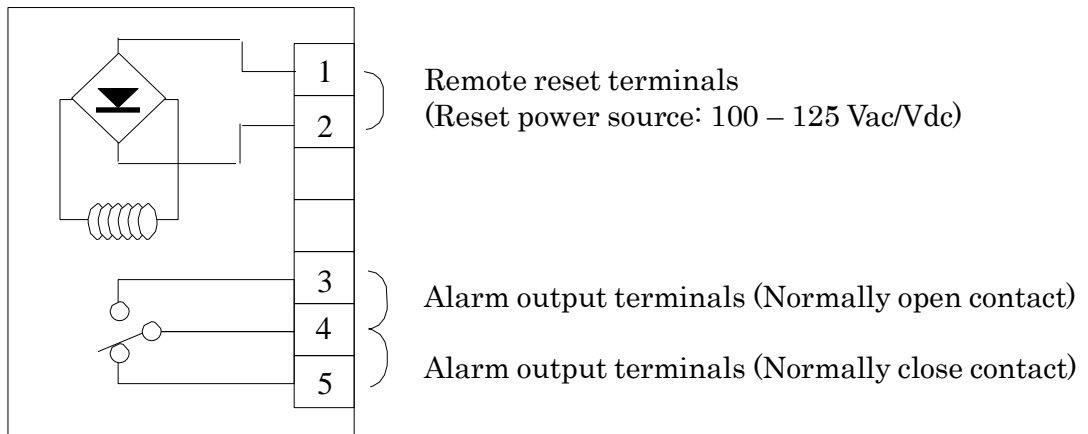 1
Remote reset terminals
2
(Reset power source: 100 – 125 Vac/Vdc)
3
Alarm output terminals (Normally open contact)
4
Alarm output terminals (Normally close contact)
5